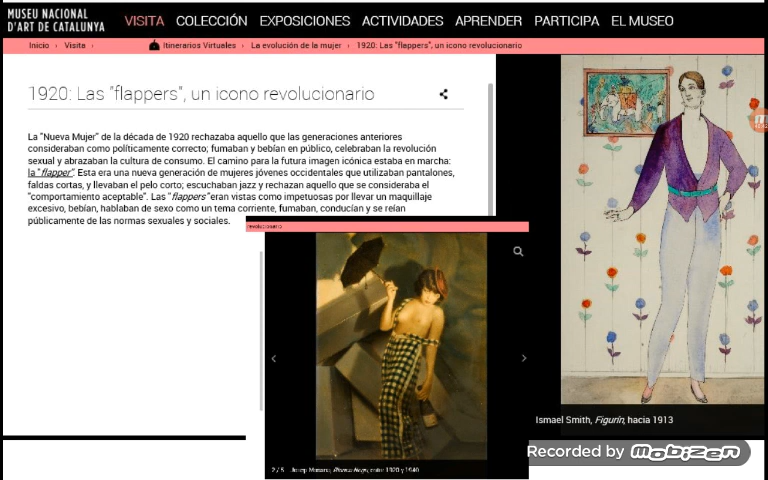 MUSEU NACIONAL
D'ART DE CATALUNYA
VISITA COLECCIÓN EXPOSICIONES ACTIVIDADES APRENDER PARTICIPA EL MUSEO
Inicio › Visita › Itinerarios Virtuales › La evolución de la mujer › 1920: Las "flappers", un icono revolucionario
1920: Las "flappers", un icono revolucionario
La "Nueva Mujer" de la década de 1920 rechazaba aquello que las generaciones anteriores
consideraban como políticamente correcto; fumaban y bebían en público, celebraban la revolución
sexual y abrazaban la cultura de consumo. El camino para la futura imagen icónica estaba en marcha:
la "flapper". Esta era una nueva generación de mujeres jóvenes occidentales que utilizaban pantalones,
faldas cortas, y llevaban el pelo corto; escuchaban jazz y rechazan aquello que se consideraba el
"comportamiento aceptable". Las "flappers" eran vistas como impetuosas por llevar un maquillaje
excesivo, bebían, hablaban de sexo como un tema corriente, fumaban, conducían y se reían
públicamente de las normas sexuales y sociales.
revolucionario
2 / 5 Josep Masana, entre 1920 y 1940
Ismael Smith, Figurín, hacia 1913
Recorded by mobizen